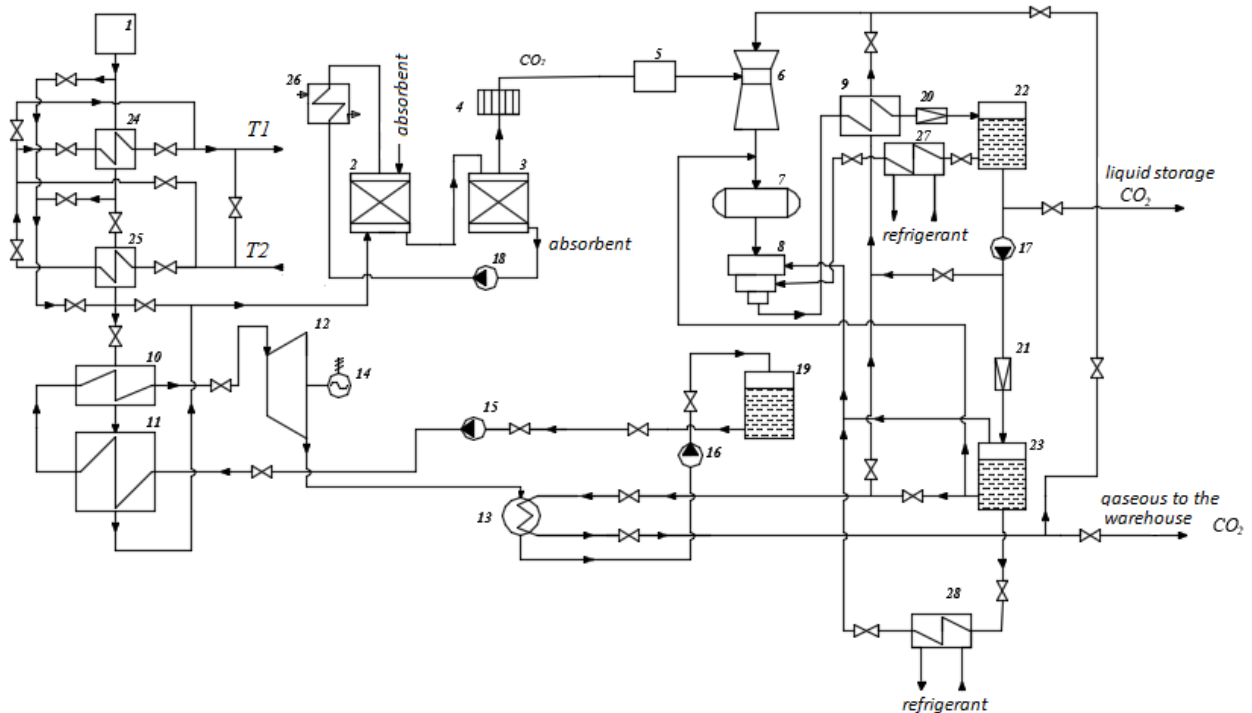 1
CO₂
5
26
absorbent
6
9
20
22
4
24
T1
27
2
3
7
liquid storage
CO₂
25
T2
absorbent
refrigerant
17
18
8
12
10
14
21
19
11
15
16
23
13
gaseous to the
warehouse
CO₂
28
refrigerant